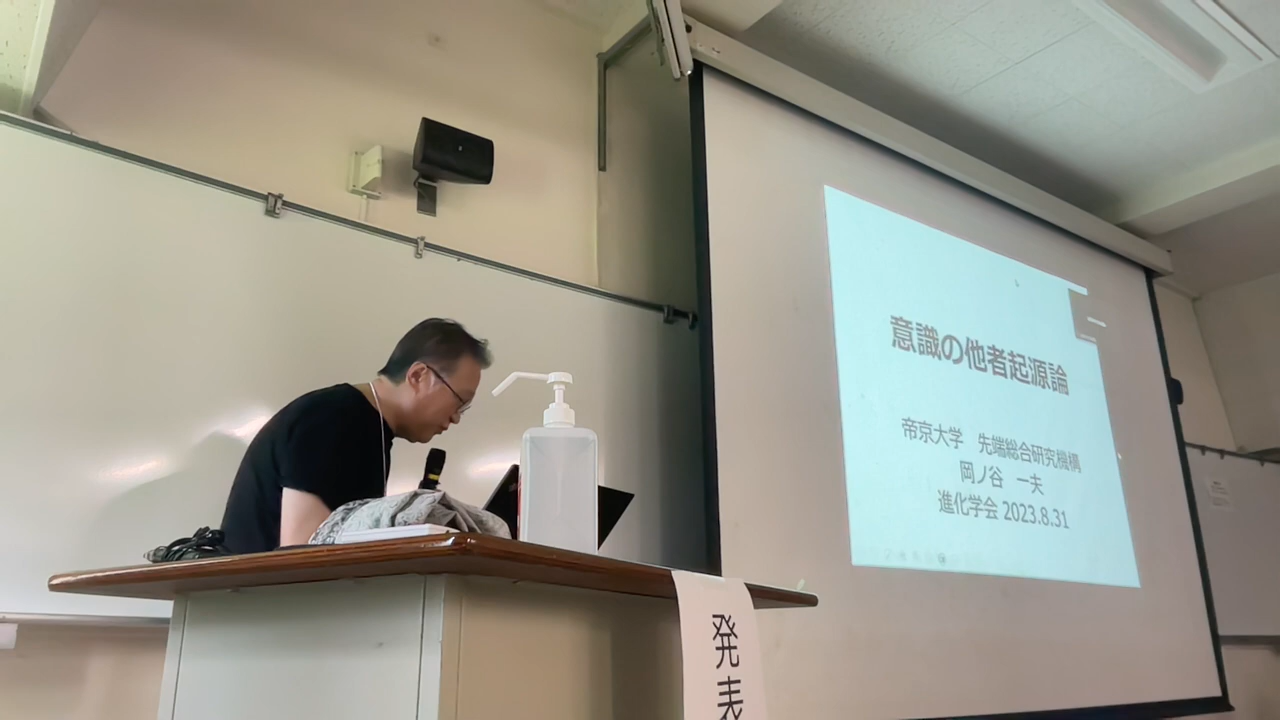 意識の他者起源論
帝京大学　先端総合研究機構
岡ノ谷　一夫
進化学会 2023.8.31
発表